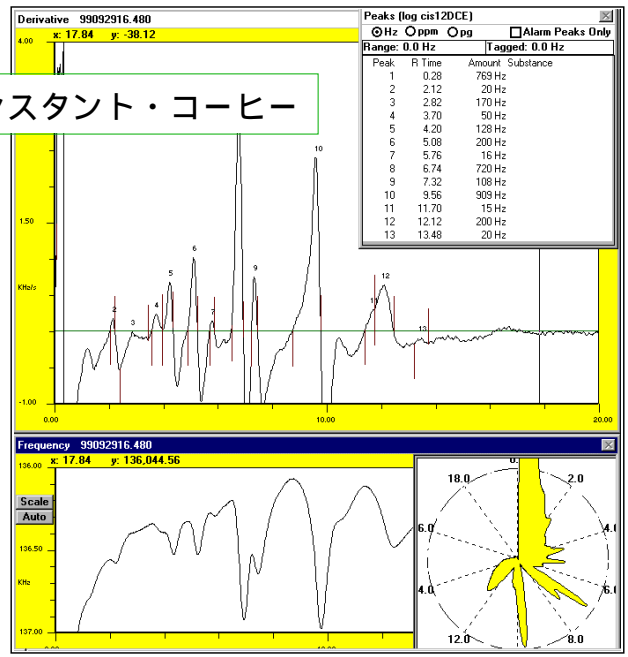 Derivative 99092916.480
x: 17.84 y: -38.12
4.00
1.50
KHz/s
-1.00
0.00
10.00
20.00
2
3
4
5
6
7
9
10
11
12
13
ンスタント・コーヒー
Peaks (log cis12DCE)
Hz ppm pg Alarm Peaks Only
Range: 0.0 Hz Tagged: 0.0 Hz
Peak R Time Amount Substance
1 0.28 769 Hz
2 2.12 20 Hz
3 2.82 170 Hz
4 3.70 50 Hz
5 4.20 128 Hz
6 5.08 200 Hz
7 5.76 16 Hz
8 6.74 720 Hz
9 7.32 108 Hz
10 9.56 909 Hz
11 11.70 15 Hz
12 12.12 200 Hz
13 13.48 20 Hz
Frequency 99092916.480
x: 17.84 y: 136,044.56
136.00
Scale
Auto
136.50
KHz
137.00
18.0
2.0
4.0
12.0
8.0